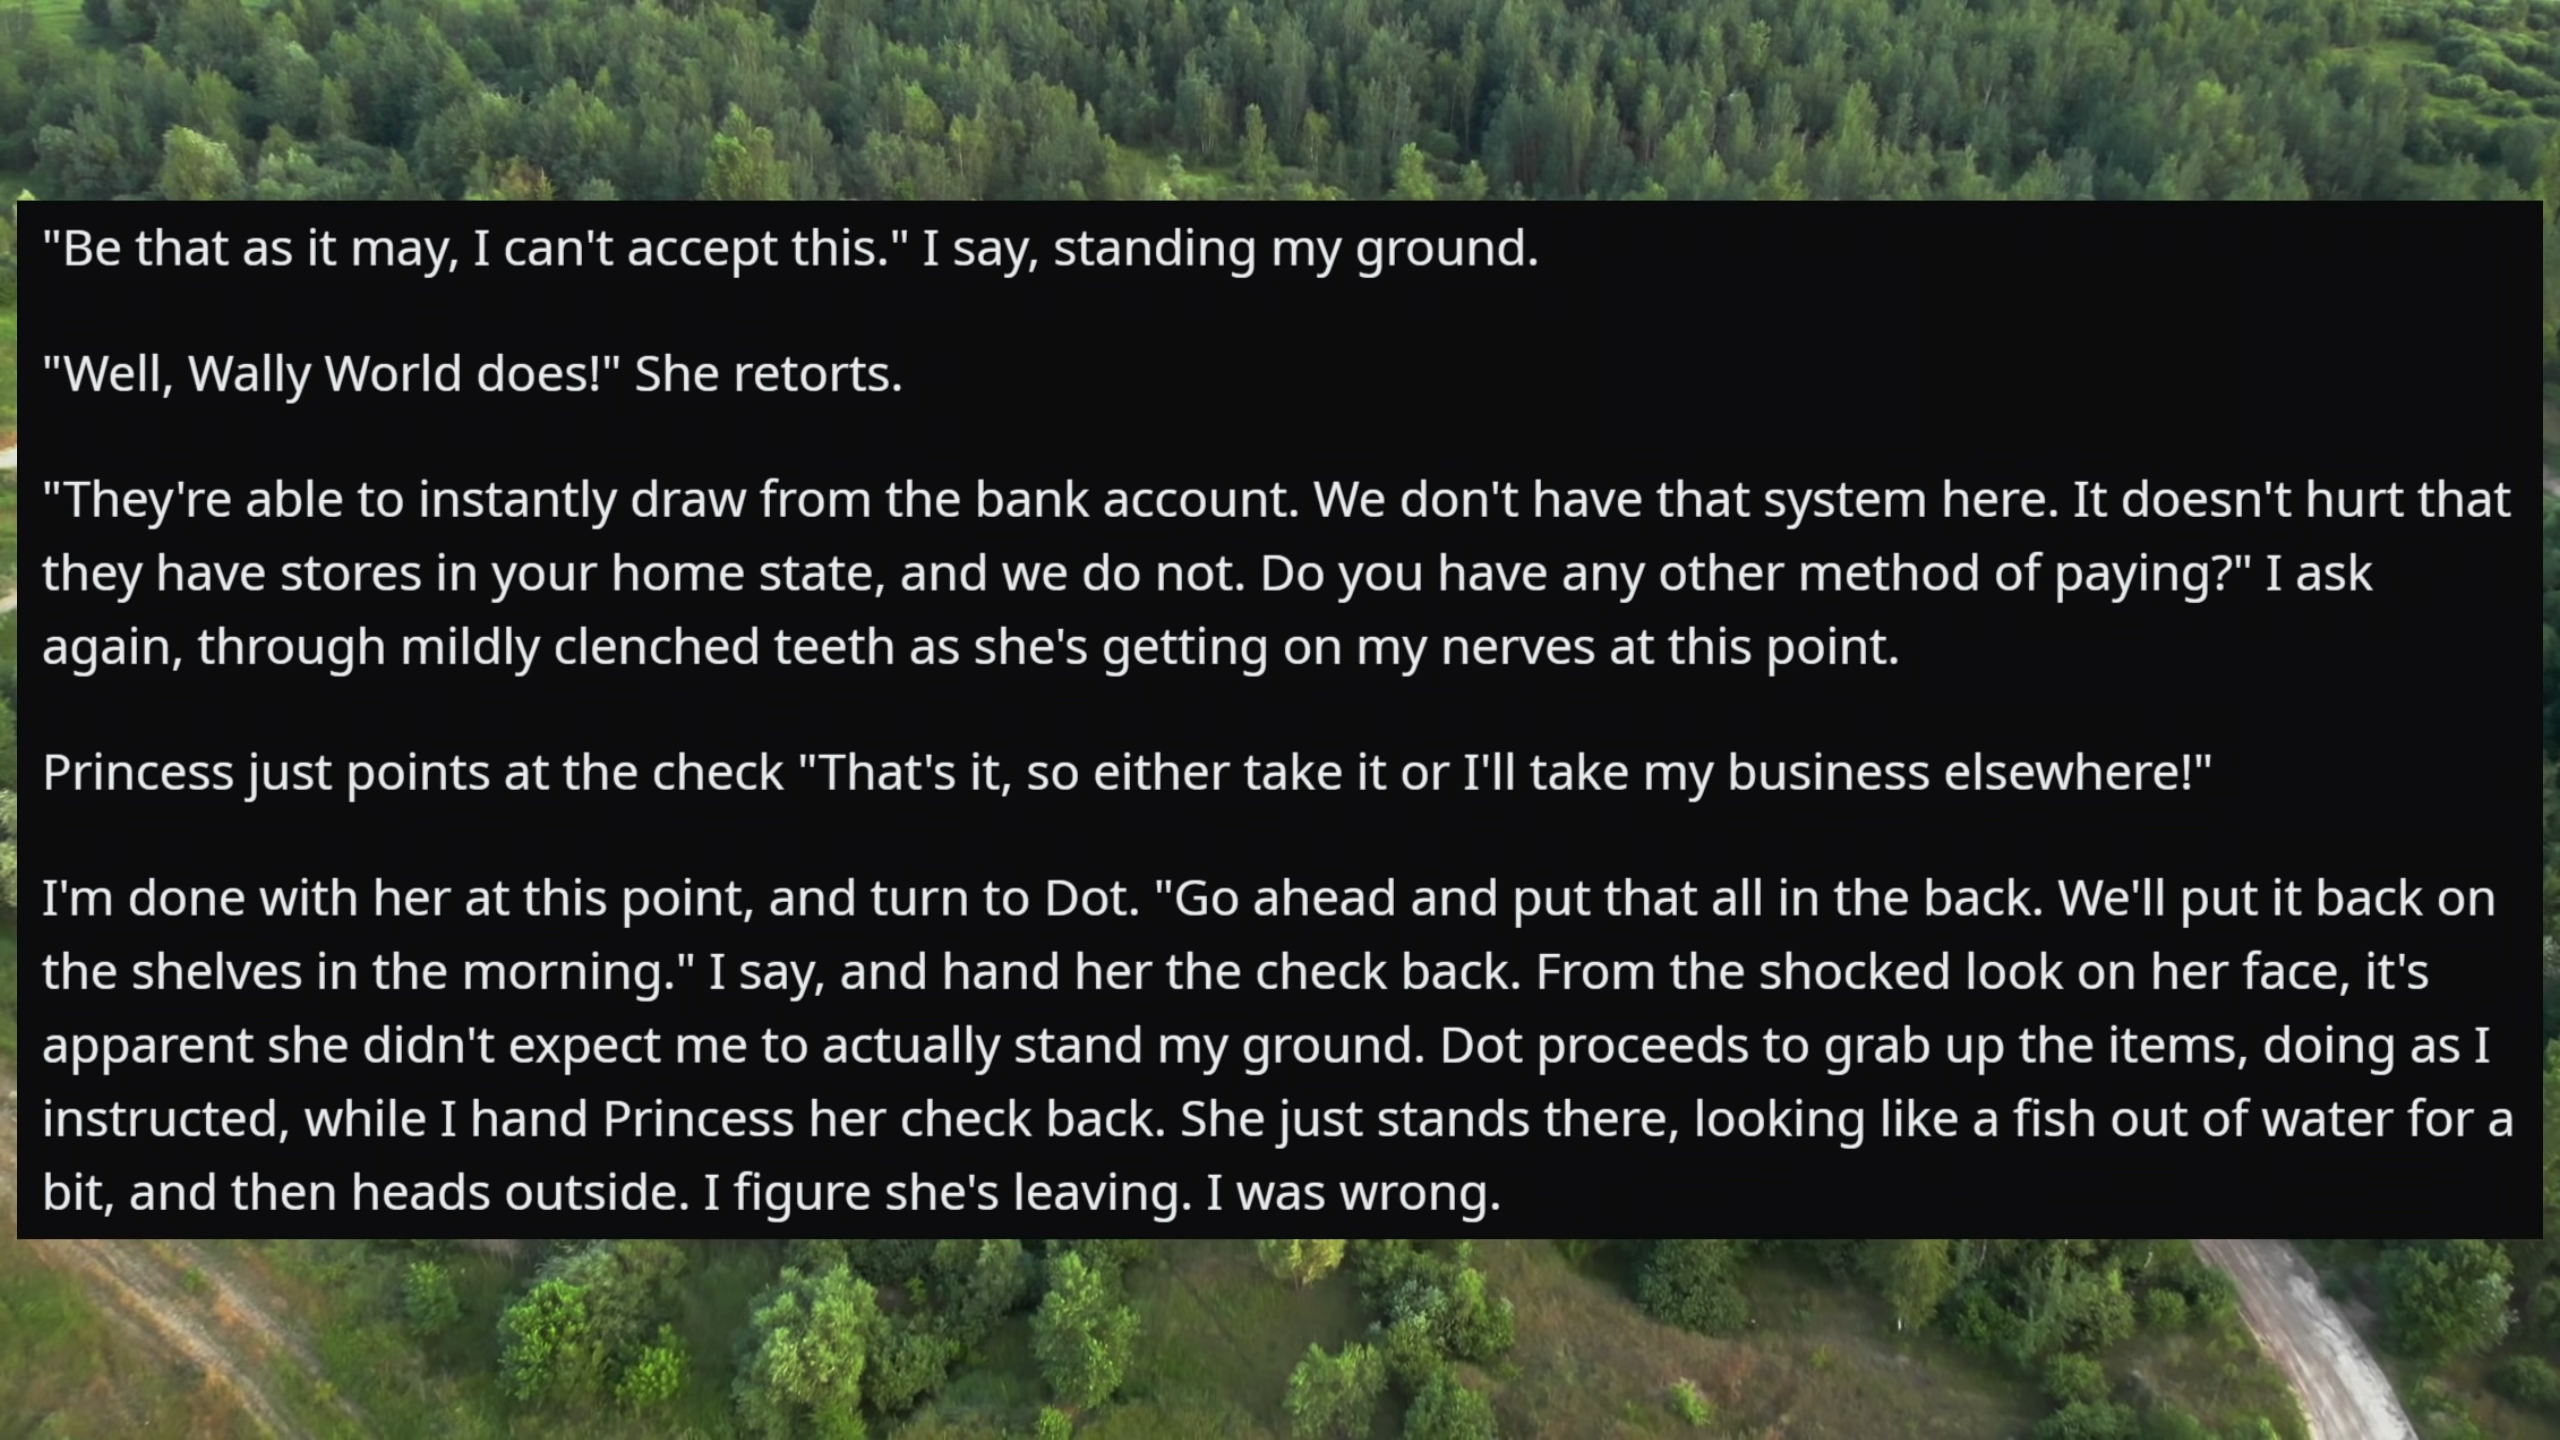 "Be that as it may, I can't accept this." I say, standing my ground.
"Well, Wally World does!" She retorts.
"They're able to instantly draw from the bank account. We don't have that system here. It doesn't hurt that
they have stores in your home state, and we do not. Do you have any other method of paying?" I ask
again, through mildly clenched teeth as she's getting on my nerves at this point.
Princess just points at the check "That's it, so either take it or I'll take my business elsewhere!"
I'm done with her at this point, and turn to Dot. "Go ahead and put that all in the back. We'll put it back on
the shelves in the morning." I say, and hand her the check back. From the shocked look on her face, it's
apparent she didn't expect me to actually stand my ground. Dot proceeds to grab up the items, doing as I
instructed, while I hand Princess her check back. She just stands there, looking like a fish out of water for a
bit, and then heads outside. I figure she's leaving. I was wrong.